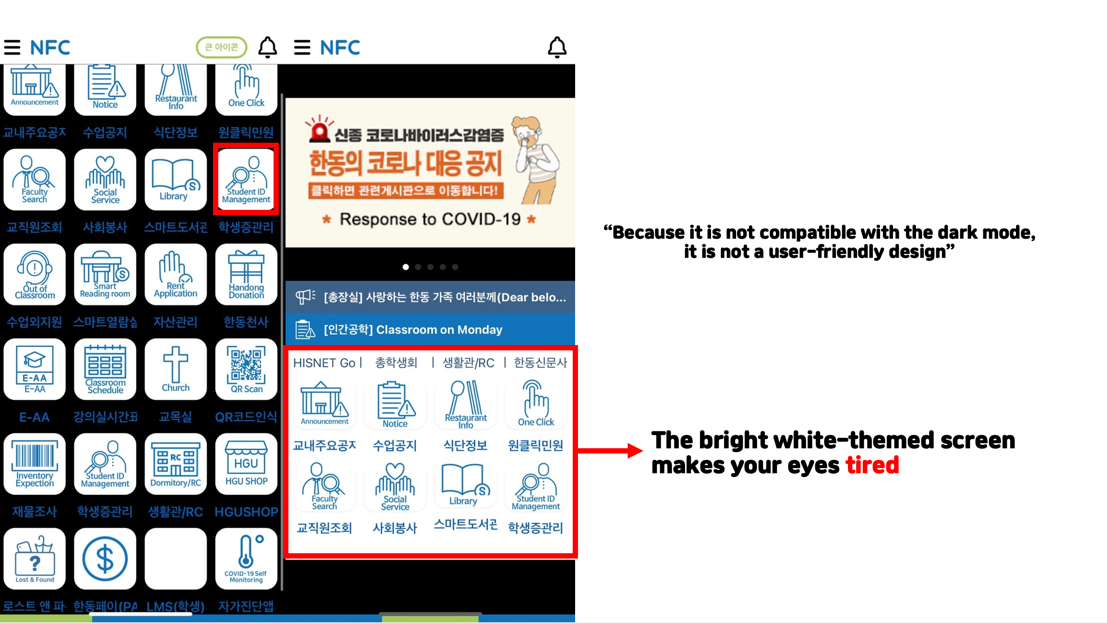 NFC
큰 아이콘
Announcement
Notice
Restaurant
Info
One Click
교내주요공지
수업공지
식단정보
원클릭민원
Faculty
Search
Social
Service
Library
Student ID
Management
교직원조회
사회봉사
스마트도서관
학생증관리
Out of
Classroom
Smart
Reading room
Rent
Application
Handong
Donation
수업외지원
스마트열람실
자산관리
한동천사
E-AA
E-AA
Classroom
Schedule
Church
QR Scan
E-AA
강의실시간표
교목실
QR코드인식
Inventory
Expection
Student ID
Management
RC
Dormitory/RC
HGU
HGU SHOP
재물조사
학생증관리
생활관/RC
HGUSHOP
?
Lost & Found
$
COVID-19 Self
Monitoring
로스트 앤 파
한동페이(PA
LMS(학생)
자가진단앱
NFC
신종 코로나바이러스감염증
한동의 코로나 대응 공지
클릭하면 관련게시판으로 이동합니다!
* Response to COVID-19 *
[총장실] 사랑하는 한동 가족 여러분께(Dear belo...
[인간공학] Classroom on Monday
HISNET Go | 총학생회 | 생활관/RC | 한동신문사
Announcement
Notice
Restaurant
Info
One Click
교내주요공지
수업공지
식단정보
원클릭민원
Faculty
Search
Social
Service
Library
Student ID
Management
교직원조회
사회봉사
스마트도서관
학생증관리
“Because it is not compatible with the dark mode,
it is not a user-friendly design”
The bright white-themed screen
makes your eyes tired